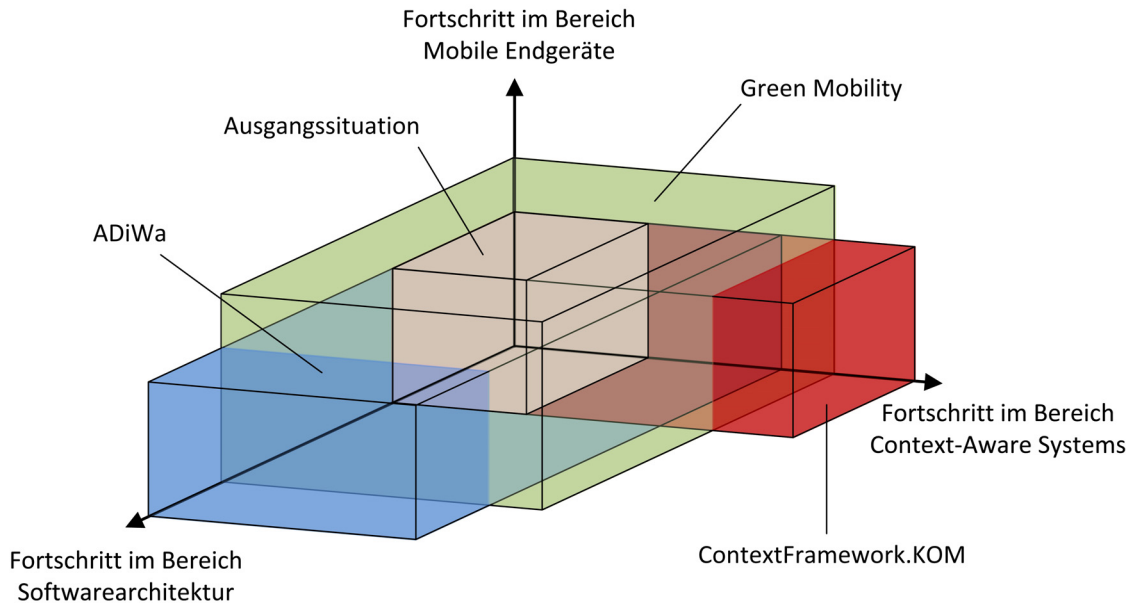 Fortschritt im Bereich
Mobile Endgeräte
Green Mobility
Ausgangssituation
ADiWa
Fortschritt im Bereich
Context-Aware Systems
ContextFramework.KOM
Fortschritt im Bereich
Softwarearchitektur